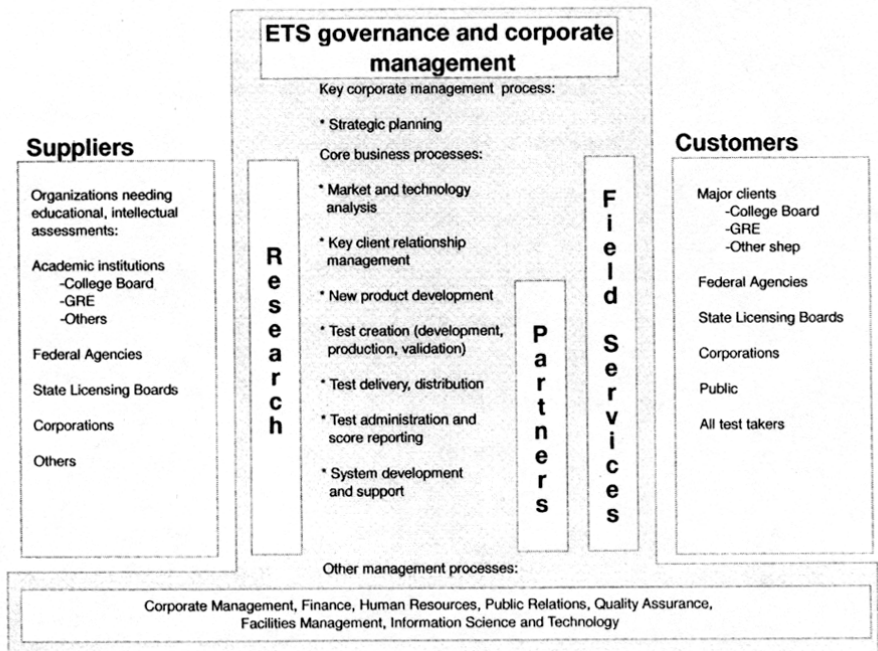 ETS governance and corporate
management
Key corporate management process:
* Strategic planning
Core business processes:
* Market and technology
analysis
* Key client relationship
management
* New product development
* Test creation (development,
production, validation)
* Test delivery, distribution
* Test administration and
score reporting
* System development
and support
Suppliers
Organizations needing
educational, intellectual
assessments:
Academic institutions
-College Board
-GRE
-Others
Federal Agencies
State Licensing Boards
Corporations
Others
Research
Partners
Field Services
Customers
Major clients
-College Board
-GRE
-Other shep
Federal Agencies
State Licensing Boards
Corporations
Public
All test takers
Other management processes:
Corporate Management, Finance, Human Resources, Public Relations, Quality Assurance,
Facilities Management, Information Science and Technology